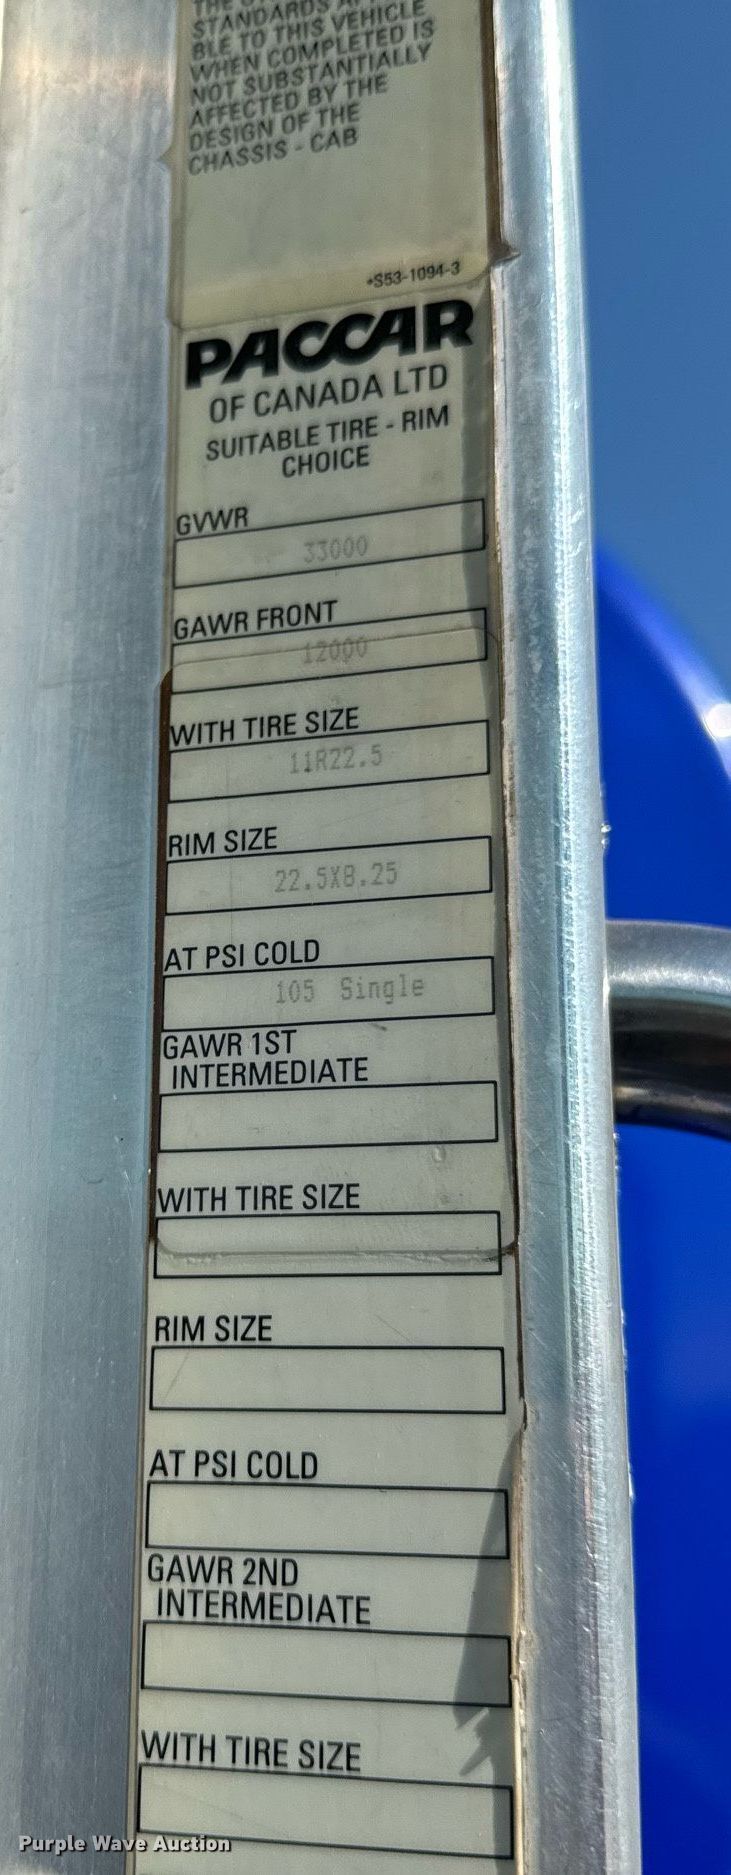 STANDARDS
BLE TO THIS VEHICLE
WHEN COMPLETED IS
NOT SUBSTANTIALLY
AFFECTED BY THE
DESIGN OF THE
CHASSIS - CAB
*S53-1094-3
PACCAR
OF CANADA LTD
SUITABLE TIRE - RIM
CHOICE
GVWR
33000
GAWR FRONT
12000
WITH TIRE SIZE
11R22.5
RIM SIZE
22.5X8.25
AT PSI COLD
105 Single
GAWR 1ST
INTERMEDIATE
WITH TIRE SIZE
RIM SIZE
AT PSI COLD
GAWR 2ND
INTERMEDIATE
WITH TIRE SIZE
Purple Wave Auction